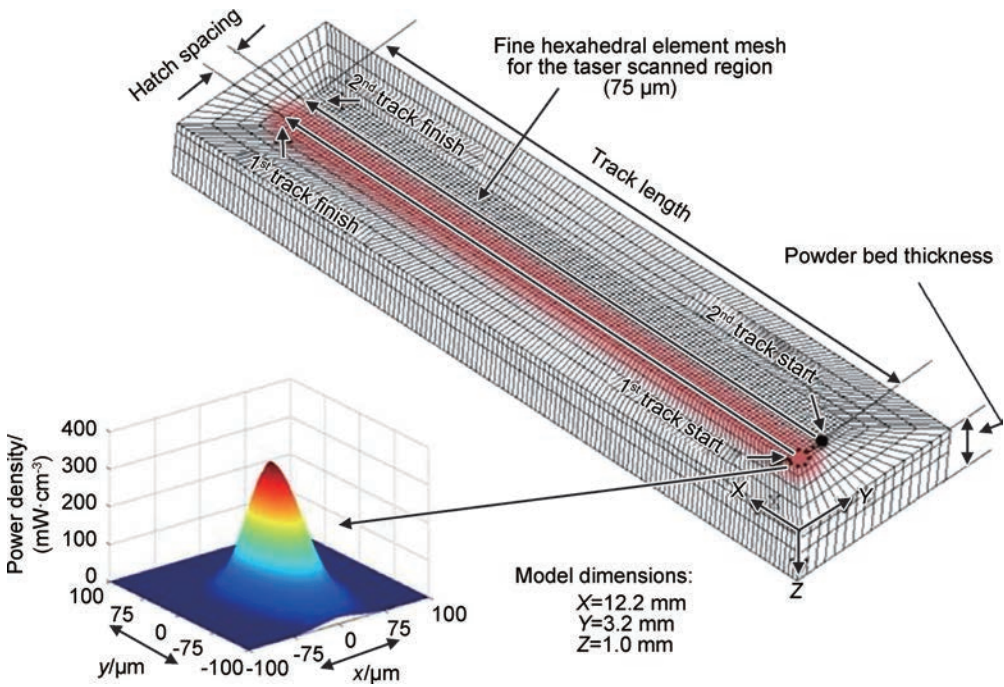 Hatch spacing
Fine hexahedral element mesh
for the taser scanned region
(75 µm)
2nd track finish
1st track finish
Track length
Powder bed thickness
2nd track start
1st track start
X
Y
Z
Power density/
(mW·cm-3)
400
300
200
100
0
100
75
0
-75
-100
y/µm
-100
-75
0
75
100
x/µm
Model dimensions:
X=12.2 mm
Y=3.2 mm
Z=1.0 mm